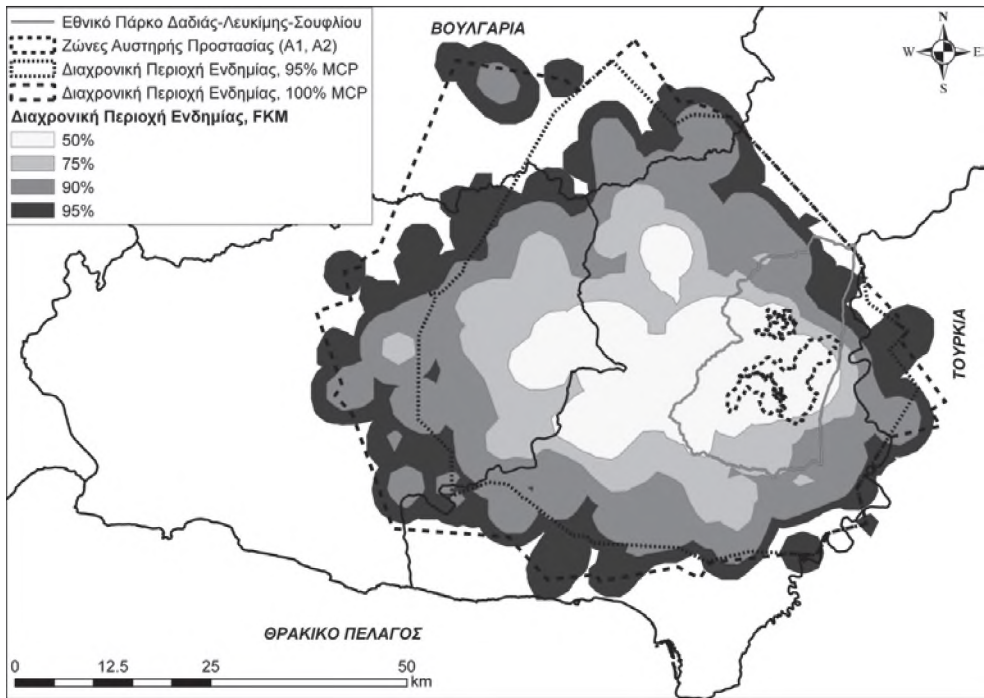 Εθνικό Πάρκο Δαδιάς-Λευκίμης-Σουφλίου
Ζώνες Αυστηρής Προστασίας (Α1, Α2)
Διαχρονική Περιοχή Ενδημίας, 95% MCP
Διαχρονική Περιοχή Ενδημίας, 100% MCP
Διαχρονική Περιοχή Ενδημίας, FKM
50%
75%
90%
95%
ΒΟΥΛΓΑΡΙΑ
N
W E
S
ΤΟΥΡΚΙΑ
ΘΡΑΚΙΚΟ ΠΕΛΑΓΟΣ
0 12.5 25 50
km